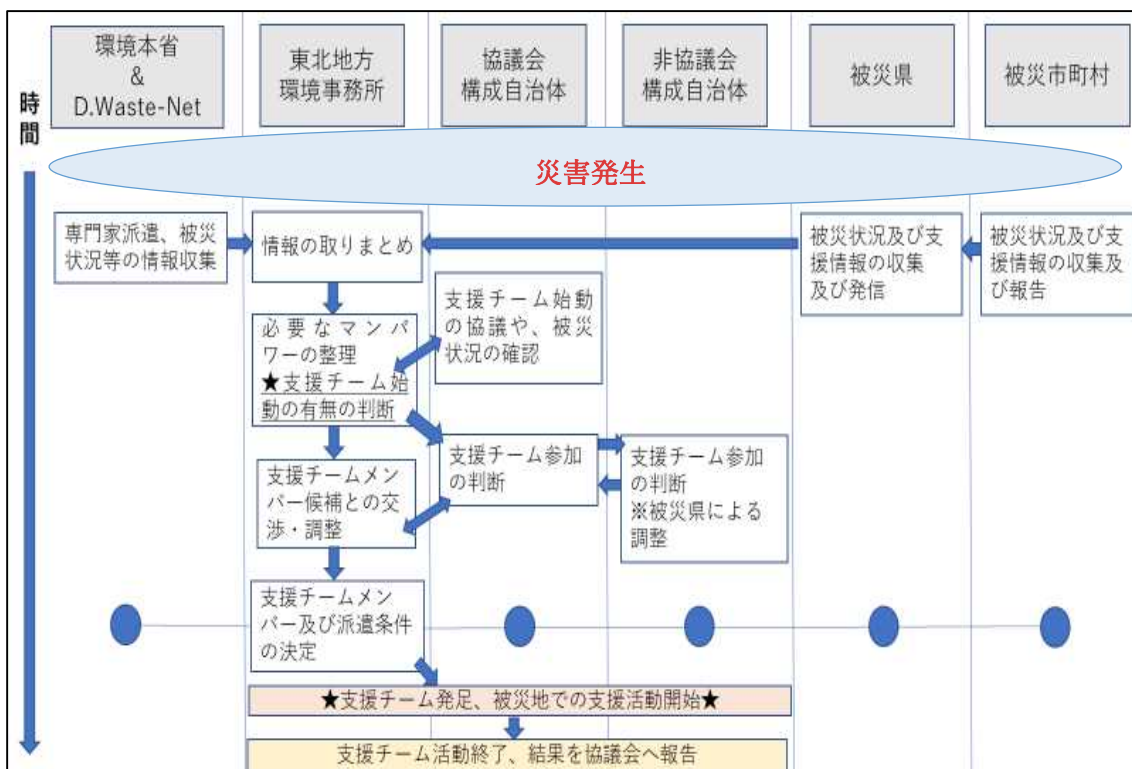 環境本省
&
D.Waste-Net
東北地方
環境事務所
協議会
構成自治体
非協議会
構成自治体
被災県
被災市町村
時間
災害発生
専門家派遣、被災
状況等の情報収集
情報の取りまとめ
被災状況及び支
援情報の収集
及び発信
被災状況及び支
援情報の収集及
び報告
必要なマンパ
ワーの整理
★支援チーム始
動の有無の判断
支援チーム始動
の協議や、被災
状況の確認
支援チームメン
バー候補との交
渉・調整
支援チーム参加
の判断
支援チーム参加
の判断
※被災県による
調整
支援チームメン
バー及び派遣条件
の決定
★支援チーム発足、被災地での支援活動開始★
支援チーム活動終了、結果を協議会へ報告